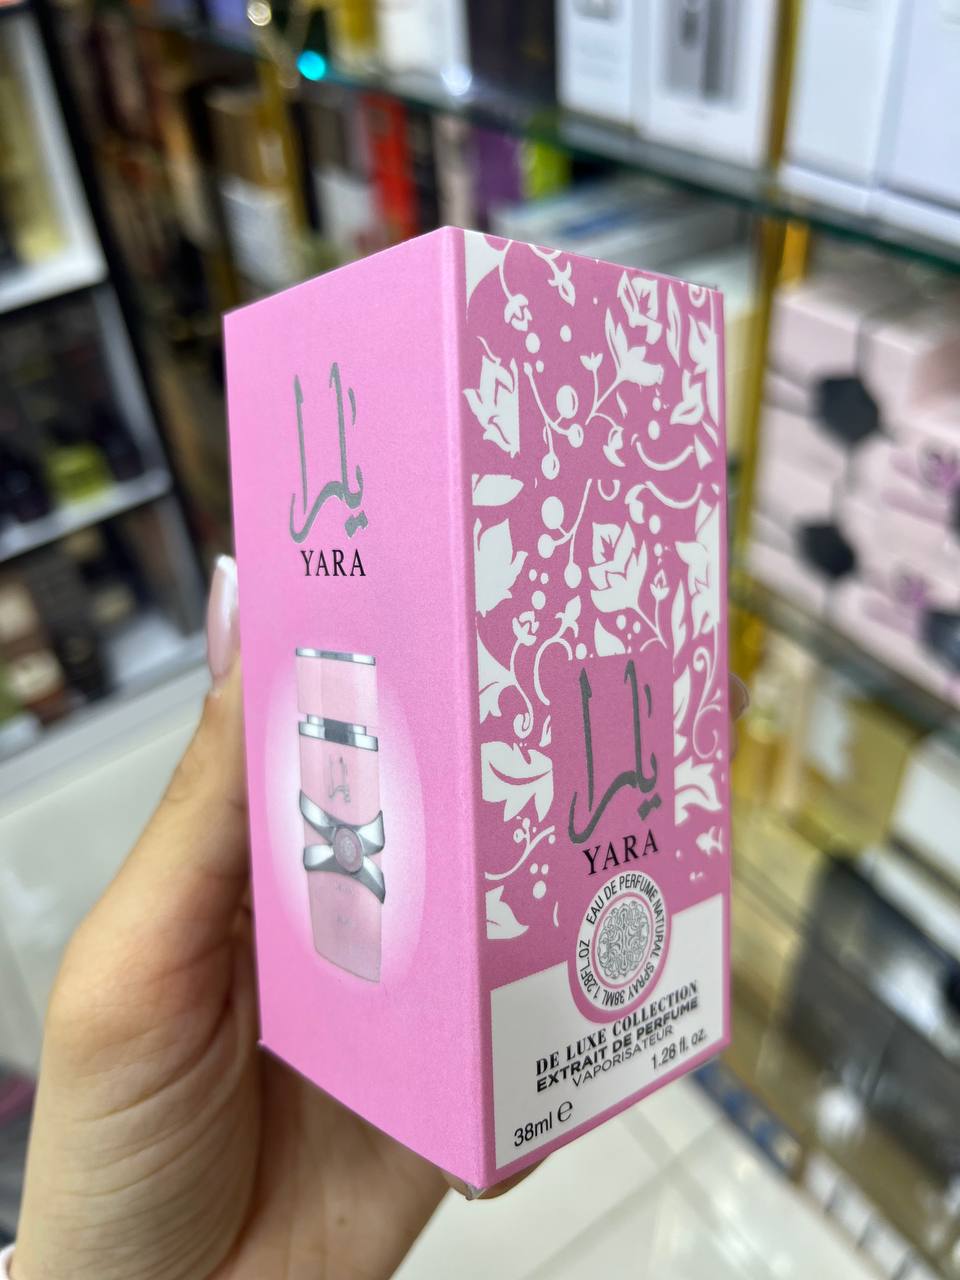 يارا
YARA
يارا
يارا
YARA
EAU DE PERFUME NATURAL SPRAY 38ML 1.28FL.OZ
DE LUXE COLLECTION
EXTRAIT DE PERFUME
VAPORISATEUR
38ml e 1.28 fl. oz.